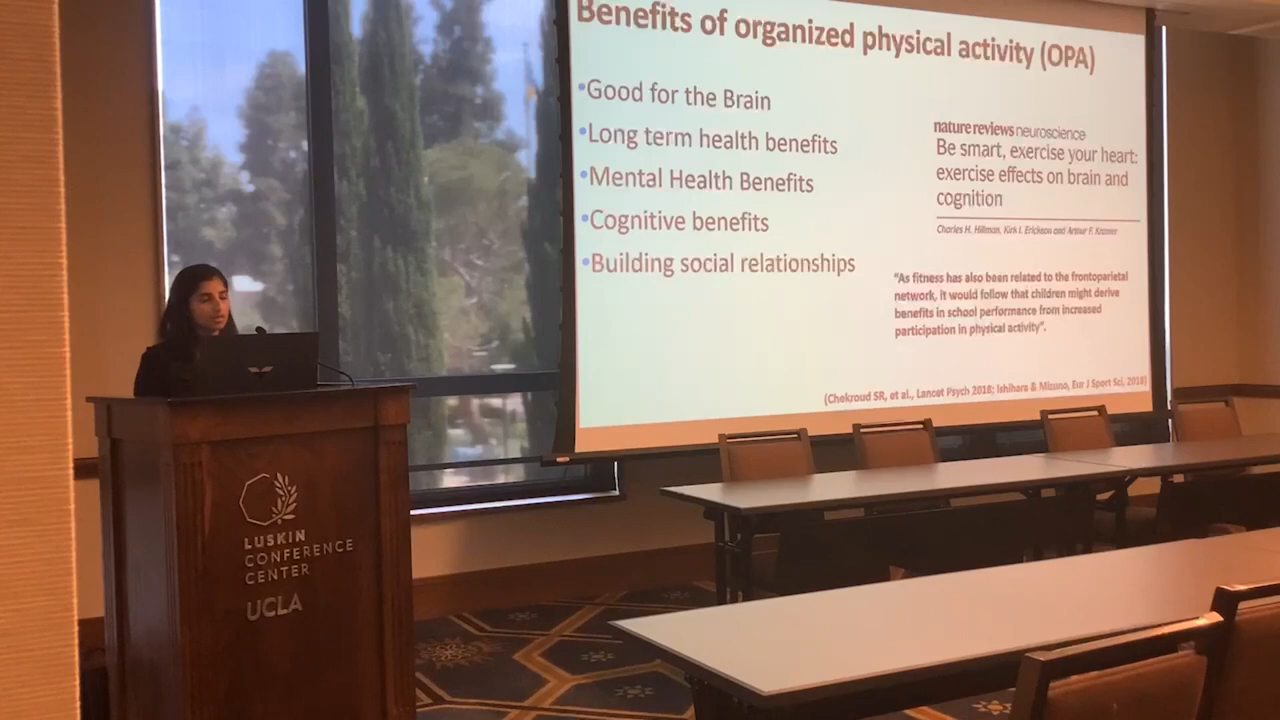 Benefits of organized physical activity (OPA)
•Good for the Brain
•Long term health benefits
•Mental Health Benefits
•Cognitive benefits
•Building social relationships
nature reviews neuroscience
Be smart, exercise your heart:
exercise effects on brain and
cognition
Charles H. Hillman, Kirk I. Erickson and Arthur F. Kramer
“As fitness has also been related to the frontoparietal
network, it would follow that children might derive
benefits in school performance from increased
participation in physical activity”.
(Chekroud SR, et al., Lancet Psych 2018; Ishihara & Mizuno, Eur J Sport Sci, 2018)
LUSKIN
CONFERENCE
CENTER
UCLA